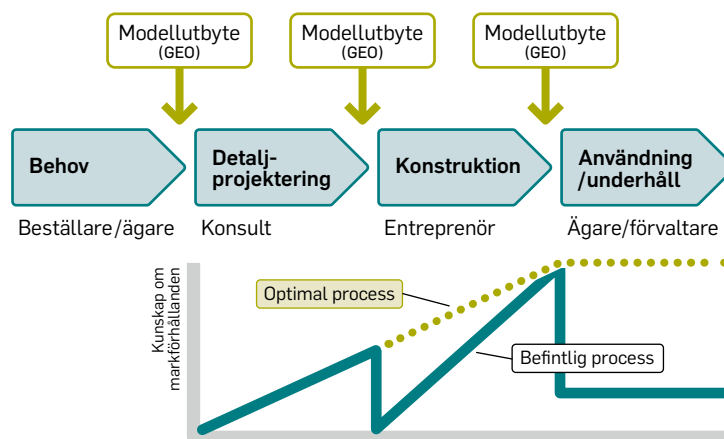 Modellutbyte
(GEO)
Modellutbyte
(GEO)
Modellutbyte
(GEO)
Behov
Detalj-
projektering
Konstruktion
Användning
/underhåll
Beställare/ägare
Konsult
Entreprenör
Ägare/förvaltare
Kunskap om
markförhållanden
Optimal process
Befintlig process